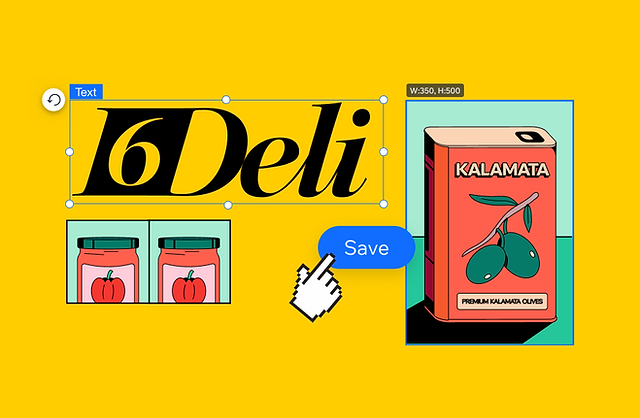 Text
6Deli
W:350, H:500
KALAMATA
PREMIUM KALAMATA OLIVES
Save